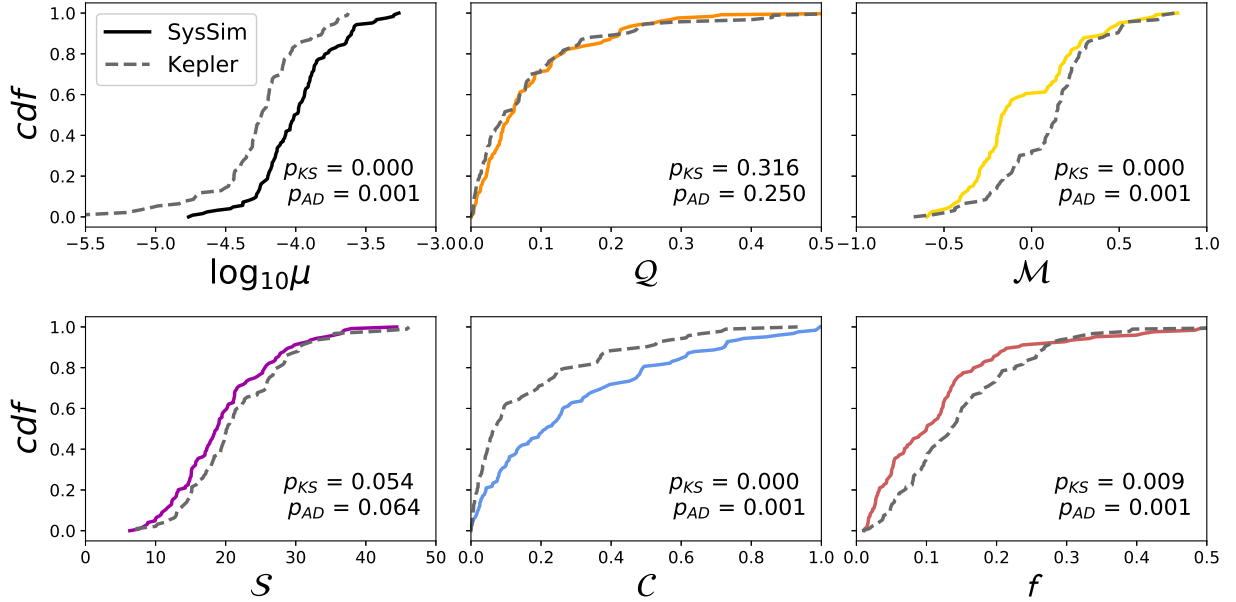 cdf
1.0
0.8
0.6
0.4
0.2
0.0
SysSim
Kepler
p_KS = 0.000
p_AD = 0.001
−5.5 −5.0 −4.5 −4.0 −3.5 −3.0
log₁₀μ
p_KS = 0.316
p_AD = 0.250
0.0 0.1 0.2 0.3 0.4 0.5
𝒬
p_KS = 0.000
p_AD = 0.001
−1.0 −0.5 0.0 0.5 1.0
ℳ
cdf
1.0
0.8
0.6
0.4
0.2
0.0
p_KS = 0.054
p_AD = 0.064
0 10 20 30 40 50
𝒮
p_KS = 0.000
p_AD = 0.001
0.0 0.2 0.4 0.6 0.8 1.0
𝒞
p_KS = 0.009
p_AD = 0.001
0.0 0.1 0.2 0.3 0.4 0.5
f